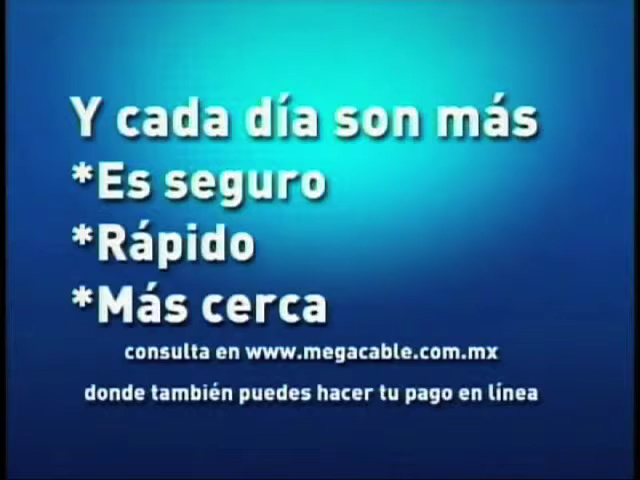 Y cada día son más
*Es seguro
*Rápido
*Más cerca
consulta en www.megacable.com.mx
donde también puedes hacer tu pago en línea